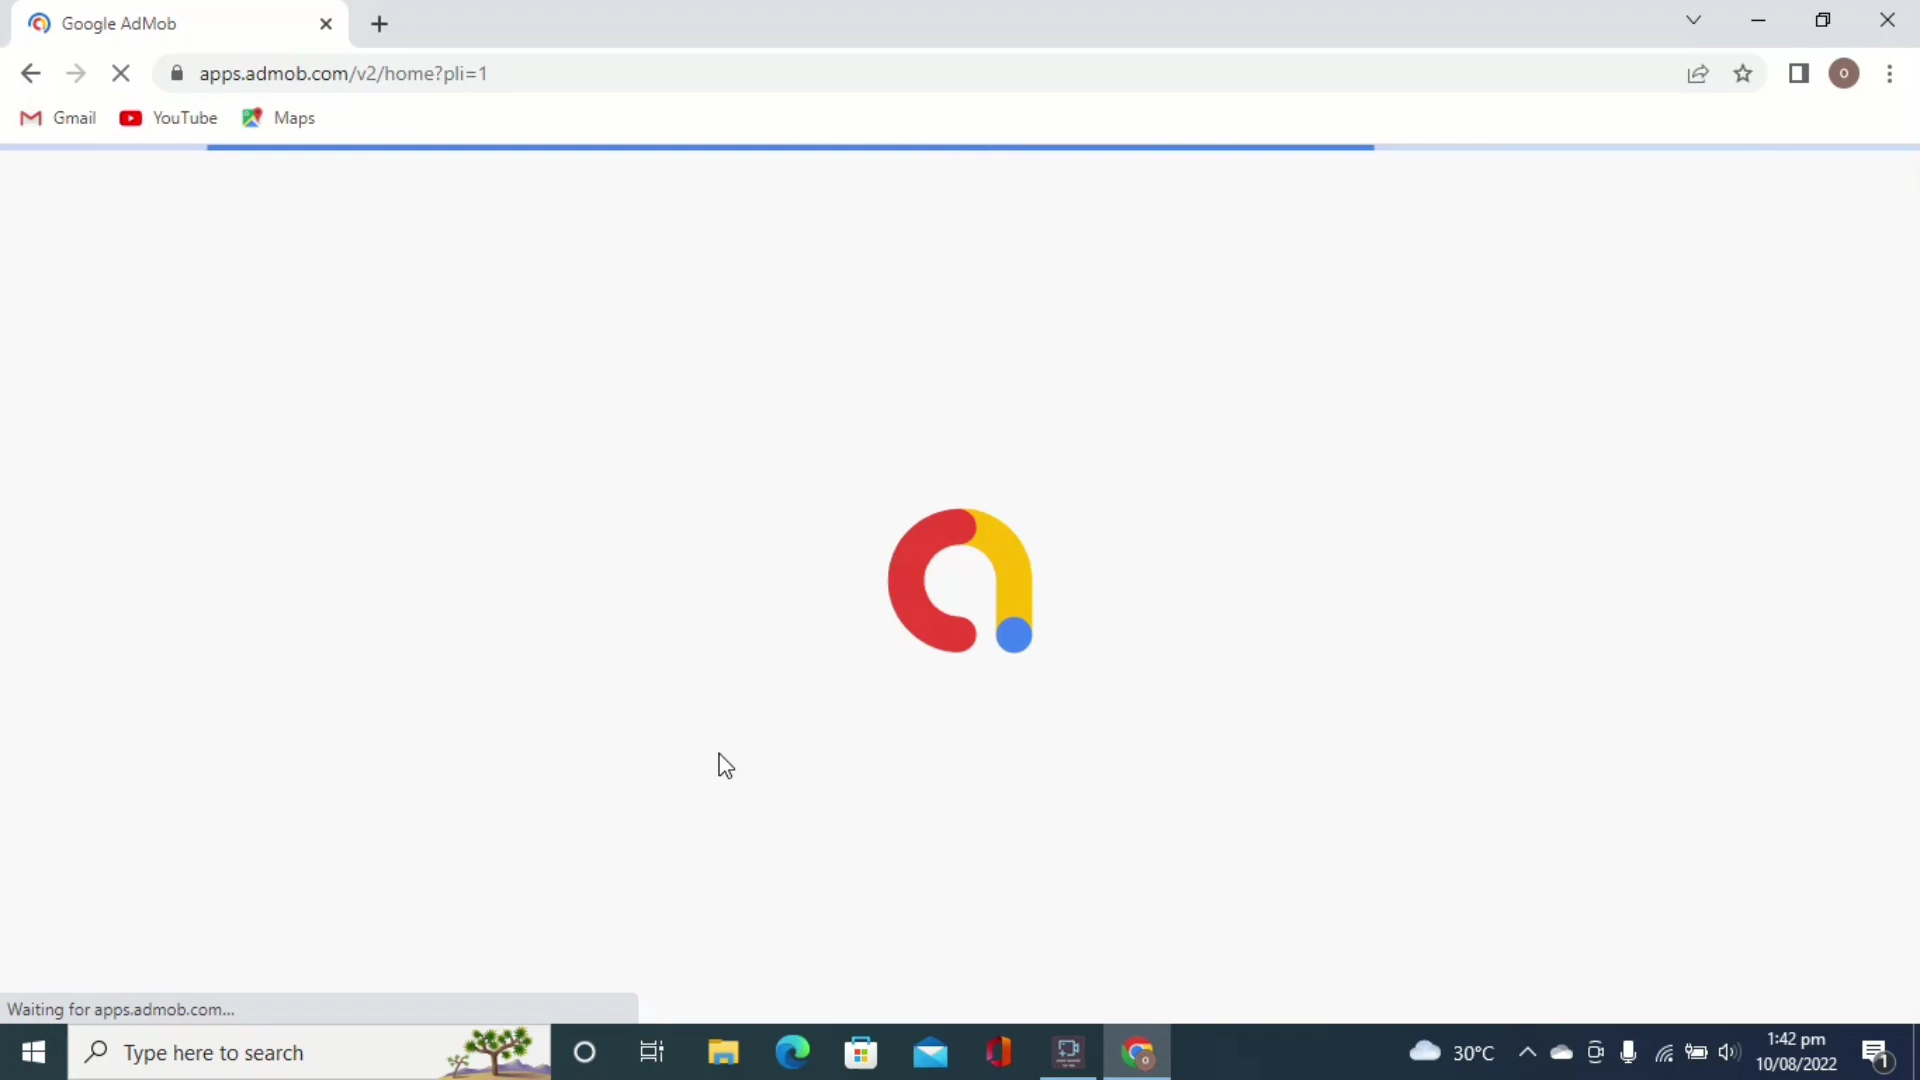 Google AdMob
apps.admob.com/v2/home?pli=1
O
Gmail
YouTube
Maps
Waiting for apps.admob.com...
Type here to search
30°C
1:42 pm
10/08/2022
1